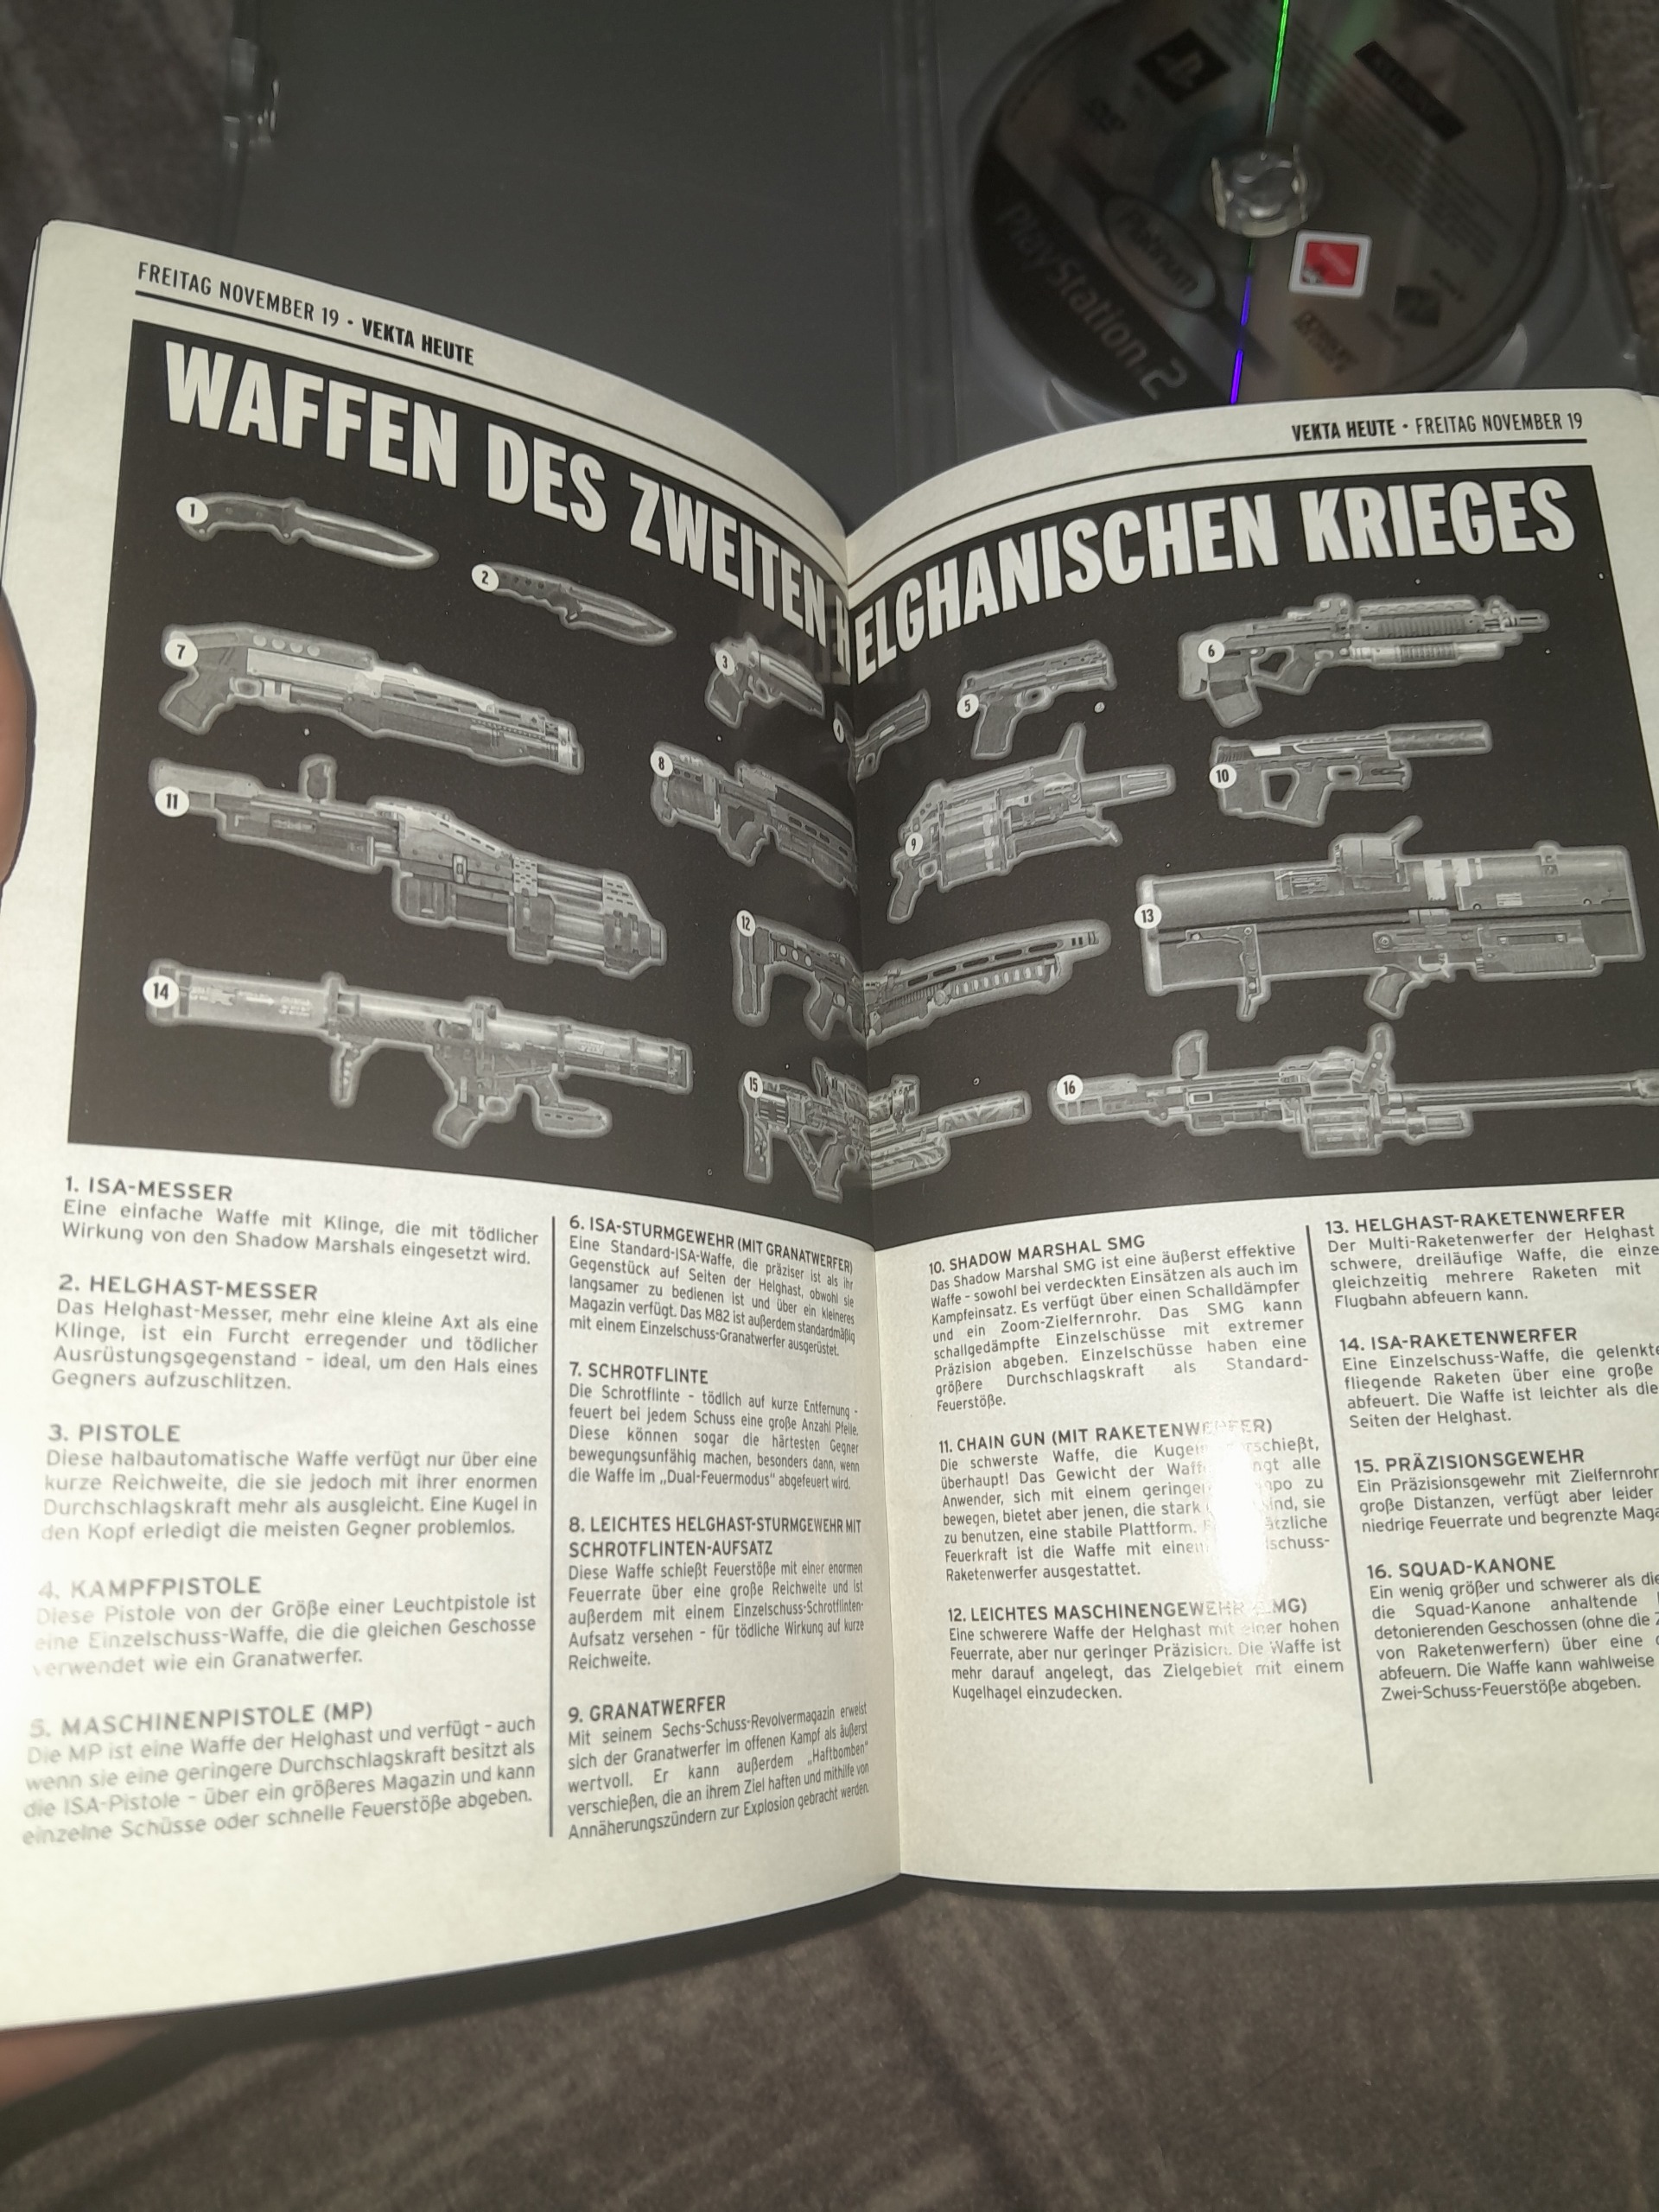 PlayStation 2
Platinum
FREITAG NOVEMBER 19 · VEKTA HEUTE
VEKTA HEUTE · FREITAG NOVEMBER 19
WAFFEN DES ZWEITEN HELGHANISCHEN KRIEGES
1
2
3
4
5
6
7
8
9
10
11
12
13
14
15
16
1. ISA-MESSER
Eine einfache Waffe mit Klinge, die mit tödlicher
Wirkung von den Shadow Marshals eingesetzt wird.
2. HELGHAST-MESSER
Das Helghast-Messer, mehr eine kleine Axt als eine
Klinge, ist ein Furcht erregender und tödlicher
Ausrüstungsgegenstand – ideal, um den Hals eines
Gegners aufzuschlitzen.
3. PISTOLE
Diese halbautomatische Waffe verfügt nur über eine
kurze Reichweite, die sie jedoch mit ihrer enormen
Durchschlagskraft mehr als ausgleicht. Eine Kugel in
den Kopf erledigt die meisten Gegner problemlos.
4. KAMPFPISTOLE
Diese Pistole von der Größe einer Leuchtpistole ist
eine Einzelschuss-Waffe, die die gleichen Geschosse
verwendet wie ein Granatwerfer.
5. MASCHINENPISTOLE (MP)
Die MP ist eine Waffe der Helghast und verfügt – auch
wenn sie eine geringere Durchschlagskraft besitzt als
die ISA-Pistole – über ein größeres Magazin und kann
einzelne Schüsse oder schnelle Feuerstöße abgeben.
6. ISA-STURMGEWEHR (MIT GRANATWERFER)
Eine Standard-ISA-Waffe, die präziser ist als ihr
Gegenstück auf Seiten der Helghast, obwohl sie
langsamer zu bedienen ist und über ein kleineres
Magazin verfügt. Das M82 ist außerdem standardmäßig
mit einem Einzelschuss-Granatwerfer ausgerüstet.
7. SCHROTFLINTE
Die Schrotflinte – tödlich auf kurze Entfernung –
feuert bei jedem Schuss eine große Anzahl Pfeile.
Diese können sogar die härtesten Gegner
bewegungsunfähig machen, besonders dann, wenn
die Waffe im „Dual-Feuermodus“ abgefeuert wird.
8. LEICHTES HELGHAST-STURMGEWEHR MIT
SCHROTFLINTEN-AUFSATZ
Diese Waffe schießt Feuerstöße mit einer enormen
Feuerrate über eine große Reichweite und ist
außerdem mit einem Einzelschuss-Schrotflinten-
Aufsatz versehen – für tödliche Wirkung auf kurze
Reichweite.
9. GRANATWERFER
Mit seinem Sechs-Schuss-Revolvermagazin erweist
sich der Granatwerfer im offenen Kampf als äußerst
wertvoll. Er kann außerdem „Haftbomben“
verschießen, die an ihrem Ziel haften und mithilfe von
Annäherungszündern zur Explosion gebracht werden.
10. SHADOW MARSHAL SMG
Das Shadow Marshal SMG ist eine äußerst effektive
Waffe – sowohl bei verdeckten Einsätzen als auch im
Kampfeinsatz. Es verfügt über einen Schalldämpfer
und ein Zoom-Zielfernrohr. Das SMG kann
schallgedämpfte Einzelschüsse mit extremer
Präzision abgeben. Einzelschüsse haben eine
größere Durchschlagskraft als Standard-
Feuerstöße.
11. CHAIN GUN (MIT RAKETENWERFER)
Die schwerste Waffe, die Kugeln verschießt,
überhaupt! Das Gewicht der alle
Anwender, sich mit einem zu
bewegen, bietet aber jenen, die stark sind, sie
zu benutzen, eine stabile Plattform.
Feuerkraft ist die Waffe mit
Raketenwerfer ausgestattet.
12. LEICHTES MASCHINENGEWEHR (LMG)
Eine schwerere Waffe der Helghast mit einer hohen
Feuerrate, aber nur geringer Präzision. Die Waffe ist
mehr darauf angelegt, das Zielgebiet mit einem
Kugelhagel einzudecken.
13. HELGHAST-RAKETENWERFER
Der Multi-Raketenwerfer der Helghast
schwere, dreiläufige Waffe, die
gleichzeitig mehrere Raketen mit
Flugbahn abfeuern kann.
14. ISA-RAKETENWERFER
Eine Einzelschuss-Waffe, die
fliegende Raketen über eine große
abfeuert. Die Waffe ist leichter als die
Seiten der Helghast.
15. PRÄZISIONSGEWEHR
Ein Präzisionsgewehr mit Zielfernrohr
große Distanzen, verfügt aber leider
niedrige Feuerrate und begrenzte
16. SQUAD-KANONE
Ein wenig größer und schwerer als die
die Squad-Kanone anhaltende
detonierenden Geschossen (ohne die
von Raketenwerfern) über eine
abfeuern. Die Waffe kann wahlweise
Zwei-Schuss-Feuerstöße abgeben.